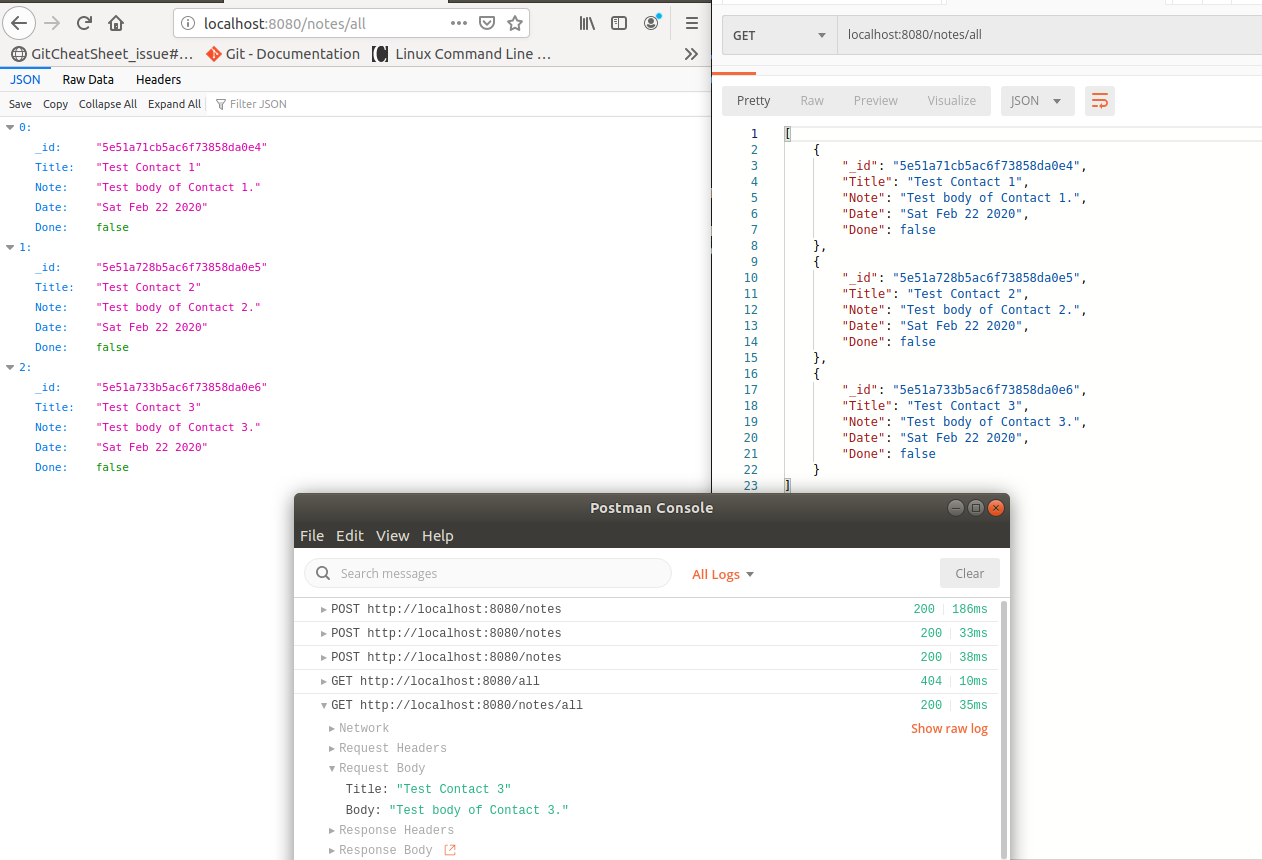 localhost:8080/notes/all
GitCheatSheet_issue#…
Git - Documentation
Linux Command Line …
JSON
Raw Data
Headers
Save
Copy
Collapse All
Expand All
Filter JSON
0:
_id: "5e51a71cb5ac6f73858da0e4"
Title: "Test Contact 1"
Note: "Test body of Contact 1."
Date: "Sat Feb 22 2020"
Done: false
1:
_id: "5e51a728b5ac6f73858da0e5"
Title: "Test Contact 2"
Note: "Test body of Contact 2."
Date: "Sat Feb 22 2020"
Done: false
2:
_id: "5e51a733b5ac6f73858da0e6"
Title: "Test Contact 3"
Note: "Test body of Contact 3."
Date: "Sat Feb 22 2020"
Done: false
GET
localhost:8080/notes/all
Pretty
Raw
Preview
Visualize
JSON
1 [
2 {
3 "_id": "5e51a71cb5ac6f73858da0e4",
4 "Title": "Test Contact 1",
5 "Note": "Test body of Contact 1.",
6 "Date": "Sat Feb 22 2020",
7 "Done": false
8 },
9 {
10 "_id": "5e51a728b5ac6f73858da0e5",
11 "Title": "Test Contact 2",
12 "Note": "Test body of Contact 2.",
13 "Date": "Sat Feb 22 2020",
14 "Done": false
15 },
16 {
17 "_id": "5e51a733b5ac6f73858da0e6",
18 "Title": "Test Contact 3",
19 "Note": "Test body of Contact 3.",
20 "Date": "Sat Feb 22 2020",
21 "Done": false
22 }
23 ]
Postman Console
File Edit View Help
Search messages
All Logs
Clear
POST http://localhost:8080/notes 200 186ms
POST http://localhost:8080/notes 200 33ms
POST http://localhost:8080/notes 200 38ms
GET http://localhost:8080/all 404 10ms
GET http://localhost:8080/notes/all 200 35ms
Network
Show raw log
Request Headers
Request Body
Title: "Test Contact 3"
Body: "Test body of Contact 3."
Response Headers
Response Body